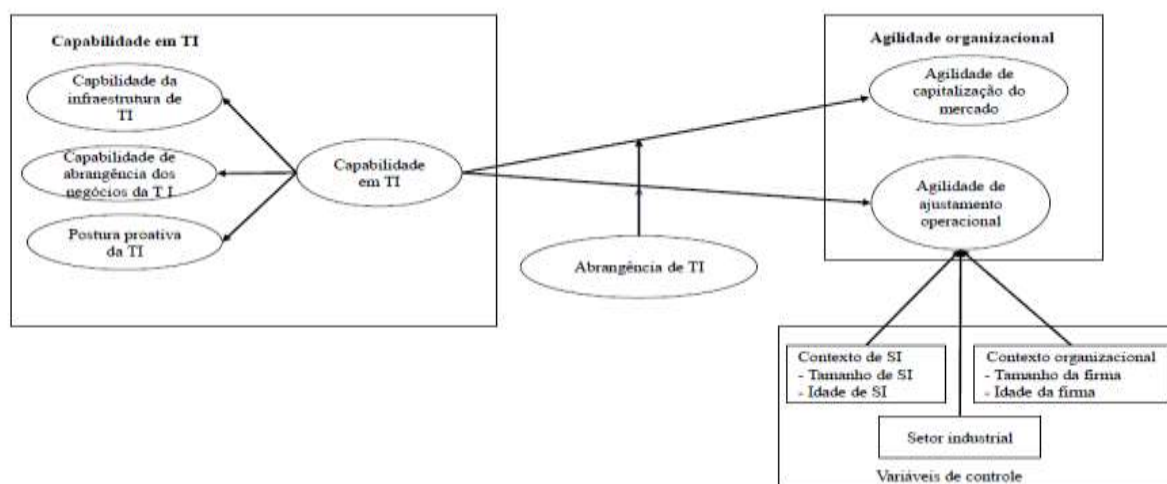 Capabilidade em TI
Capbilidade da
infraestrutura de
TI
Capabilidade de
abrangência dos
negócios da T I
Postura proativa
da TI
Capabilidade
em TI
Abrangência de TI
Agilidade organizacional
Agilidade de
capitalização do
mercado
Agilidade de
ajustamento
operacional
Contexto de SI
- Tamanho de SI
- Idade de SI
Contexto organizacional
- Tamanho da firma
- Idade da firma
Setor industrial
Variáveis de controle